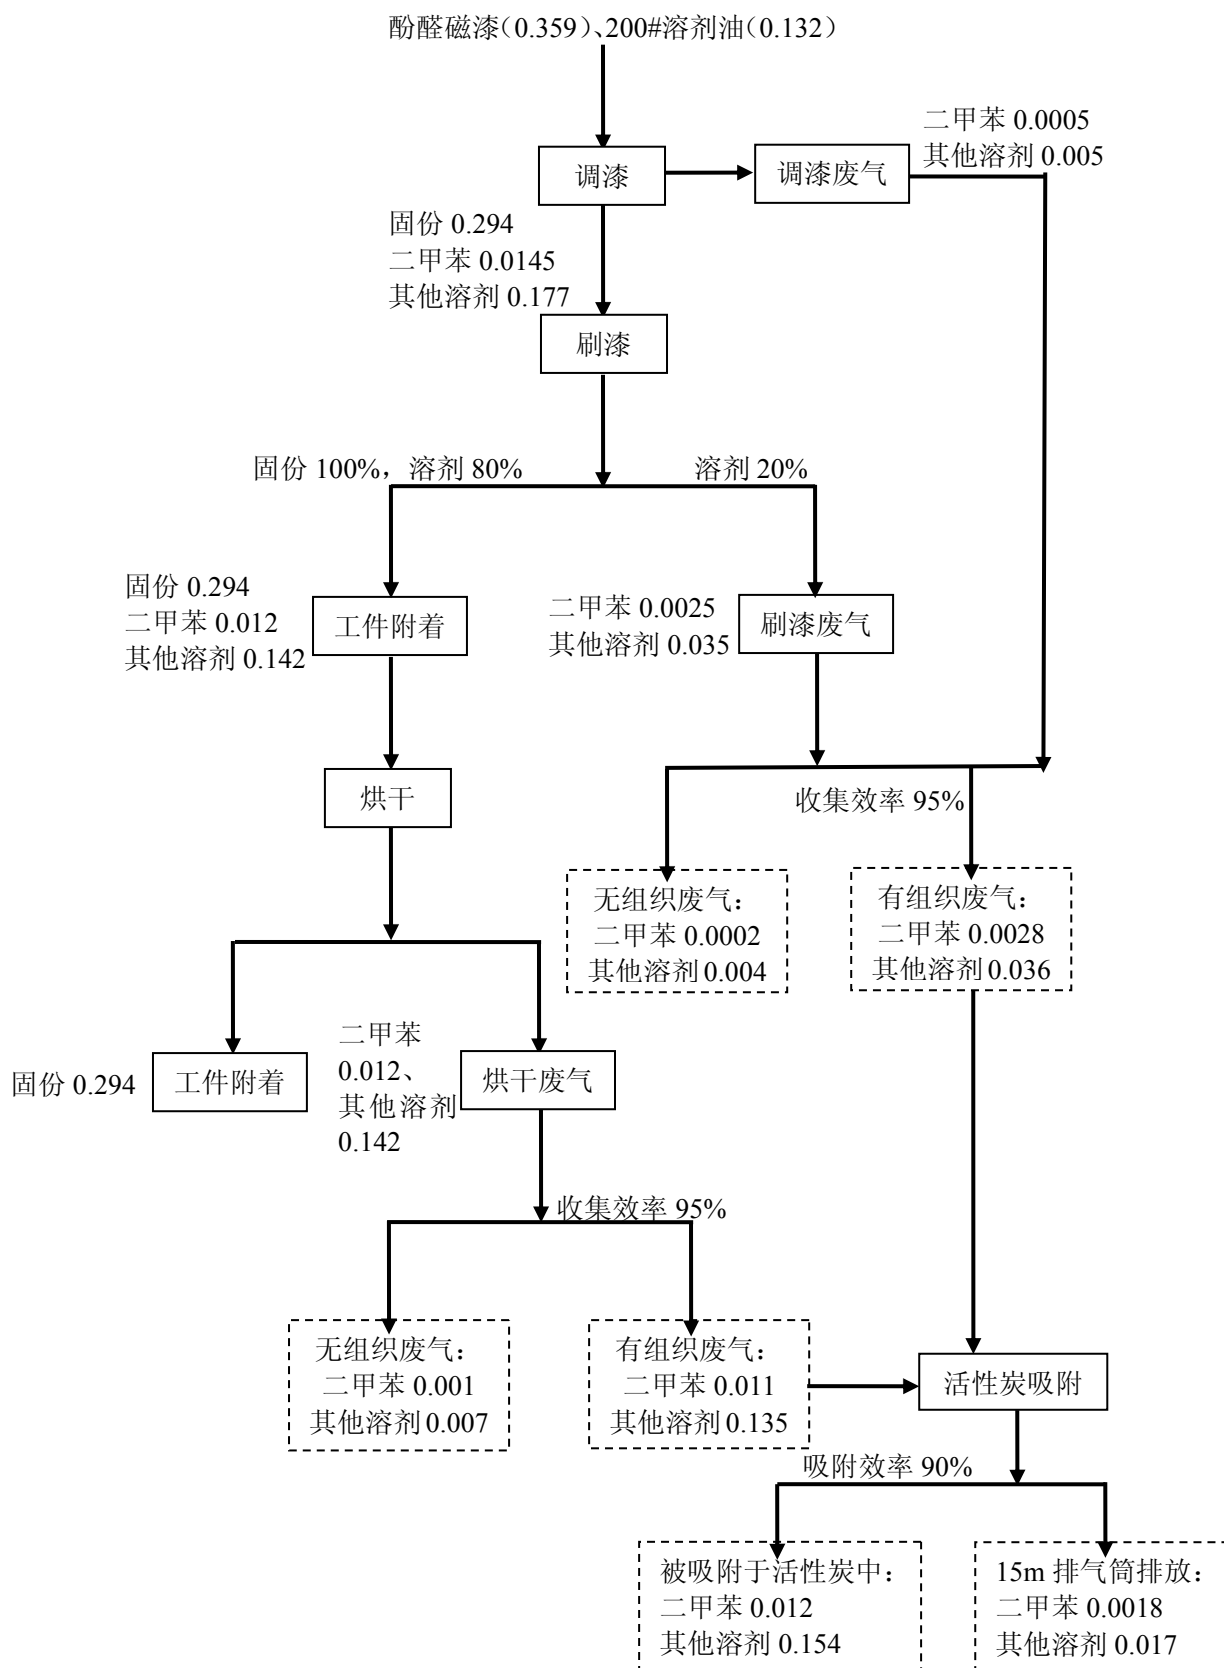 酚醛磁漆（0.359）、200#溶剂油（0.132）
二甲苯 0.0005
其他溶剂 0.005
调漆
调漆废气
固份 0.294
二甲苯 0.0145
其他溶剂 0.177
刷漆
固份 100%，溶剂 80%
溶剂 20%
固份 0.294
二甲苯 0.012
其他溶剂 0.142
工件附着
二甲苯 0.0025
其他溶剂 0.035
刷漆废气
烘干
收集效率 95%
无组织废气：
二甲苯 0.0002
其他溶剂 0.004
有组织废气：
二甲苯 0.0028
其他溶剂 0.036
固份 0.294
工件附着
二甲苯
0.012、
其他溶剂
0.142
烘干废气
收集效率 95%
无组织废气：
二甲苯 0.001
其他溶剂 0.007
有组织废气：
二甲苯 0.011
其他溶剂 0.135
活性炭吸附
吸附效率 90%
被吸附于活性炭中：
二甲苯 0.012
其他溶剂 0.154
15m 排气筒排放：
二甲苯 0.0018
其他溶剂 0.017